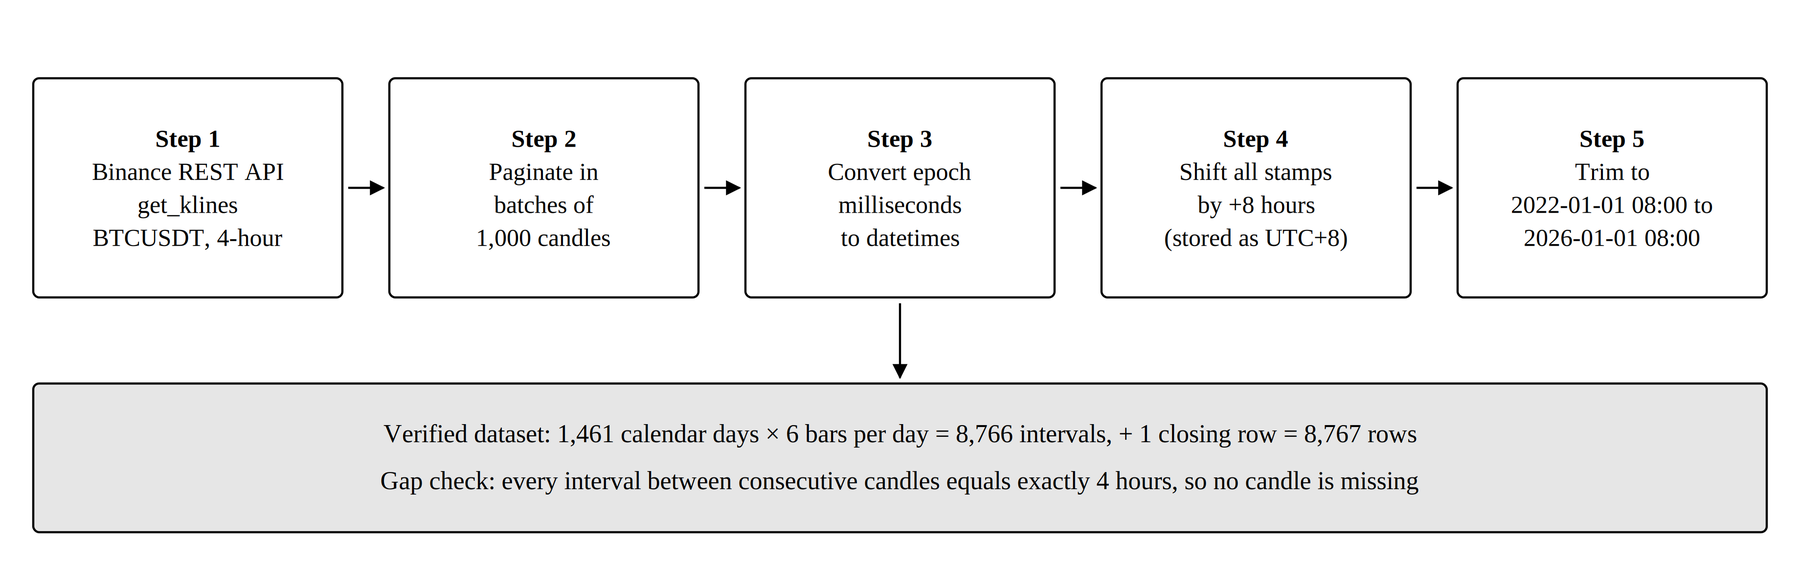 Step 1
Binance REST API
get_klines
BTCUSDT, 4-hour
Step 2
Paginate in
batches of
1,000 candles
Step 3
Convert epoch
milliseconds
to datetimes
Step 4
Shift all stamps
by +8 hours
(stored as UTC+8)
Step 5
Trim to
2022-01-01 08:00 to
2026-01-01 08:00
Verified dataset: 1,461 calendar days × 6 bars per day = 8,766 intervals, + 1 closing row = 8,767 rows
Gap check: every interval between consecutive candles equals exactly 4 hours, so no candle is missing